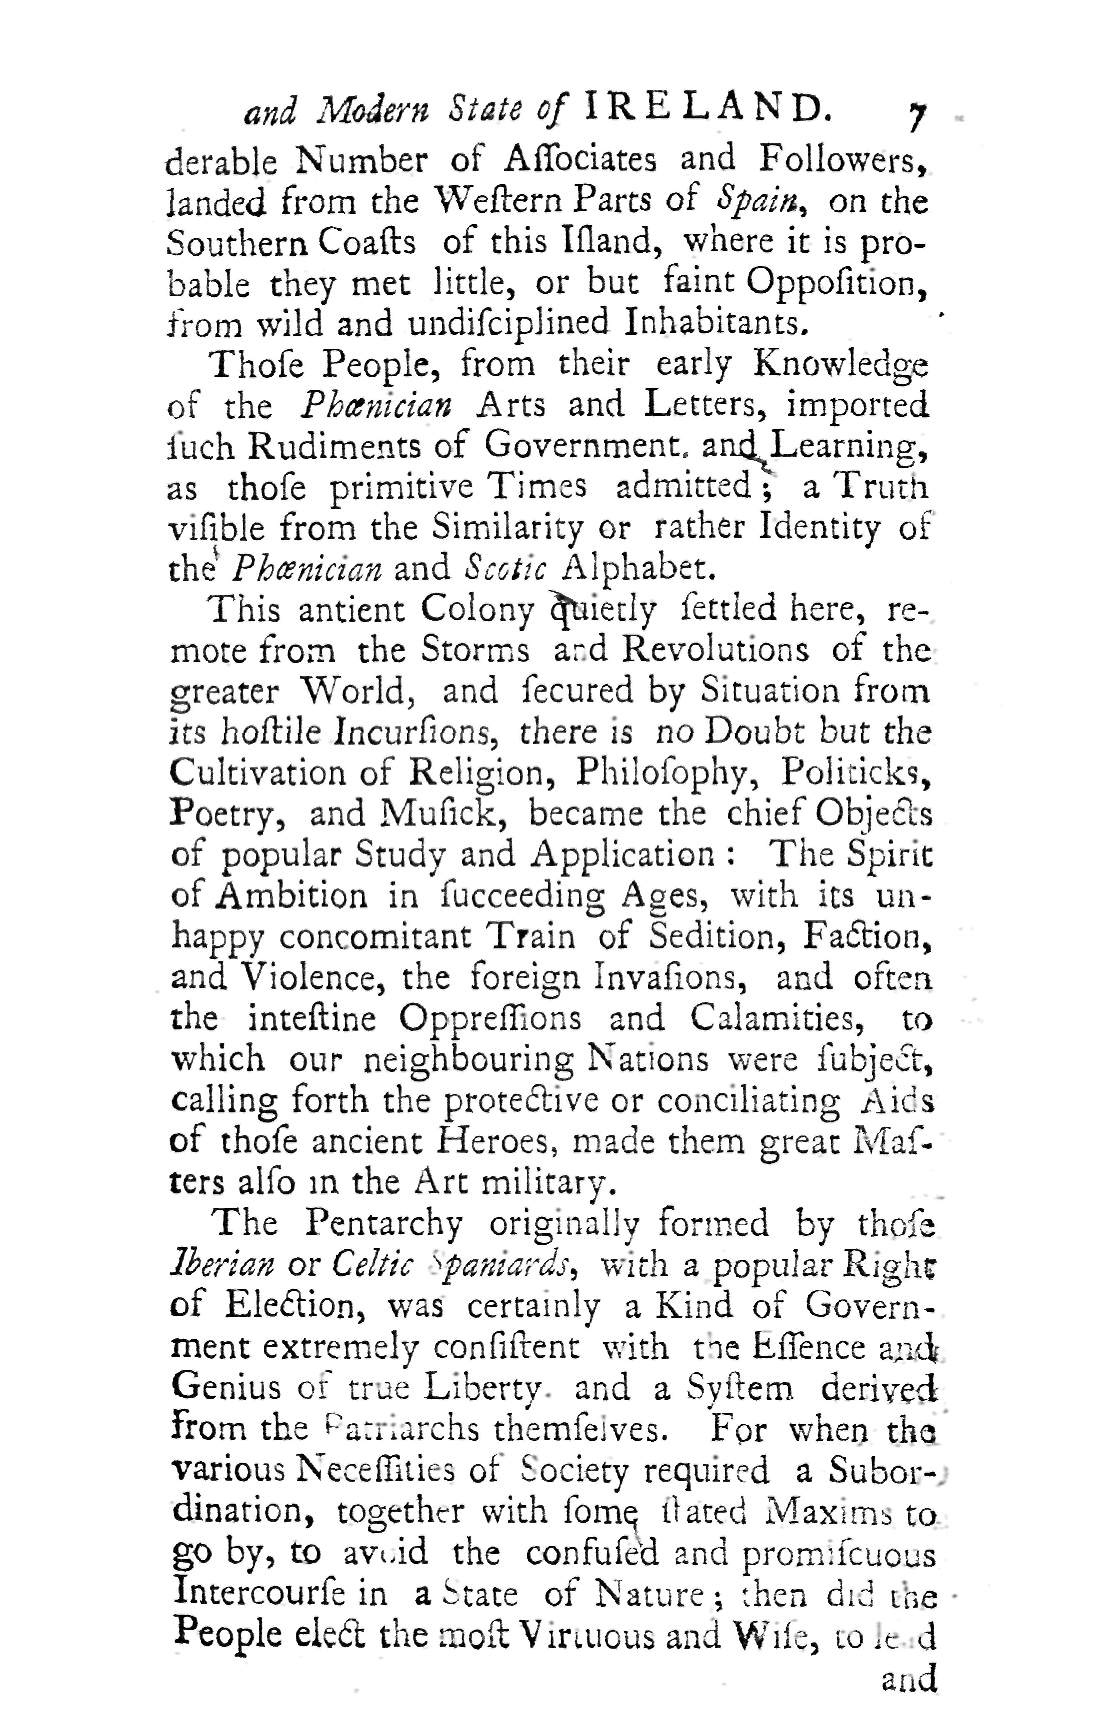 and Modern State of IRELAND. 7
derable Number of Aſſociates and Followers,
landed from the Weſtern Parts of Spain, on the
Southern Coaſts of this Iſland, where it is pro-
bable they met little, or but faint Oppoſition,
from wild and undiſciplined Inhabitants.
Thoſe People, from their early Knowledge
of the Phœnician Arts and Letters, imported
ſuch Rudiments of Government. and Learning,
as thoſe primitive Times admitted; a Truth
viſible from the Similarity or rather Identity of
the Phœnician and Scotic Alphabet.
This antient Colony quietly ſettled here, re-
mote from the Storms and Revolutions of the
greater World, and ſecured by Situation from
its hoſtile Incurſions, there is no Doubt but the
Cultivation of Religion, Philoſophy, Politicks,
Poetry, and Muſick, became the chief Objects
of popular Study and Application : The Spirit
of Ambition in ſucceeding Ages, with its un-
happy concomitant Train of Sedition, Faction,
and Violence, the foreign Invaſions, and often
the inteſtine Oppreſſions and Calamities, to
which our neighbouring Nations were ſubject,
calling forth the protective or conciliating Aids
of thoſe ancient Heroes, made them great Maſ-
ters alſo in the Art military.
The Pentarchy originally formed by thoſe
Iberian or Celtic Spaniards, with a popular Right
of Election, was certainly a Kind of Govern-
ment extremely conſiſtent with the Eſſence and
Genius of true Liberty. and a Syſtem derived
from the Patriarchs themſelves. For when the
various Neceſſities of Society required a Subor-
dination, together with ſome ſtated Maxims to
go by, to avoid the confuſed and promiſcuous
Intercourſe in a State of Nature; then did the
People elect the moſt Virtuous and Wiſe, to lead
and